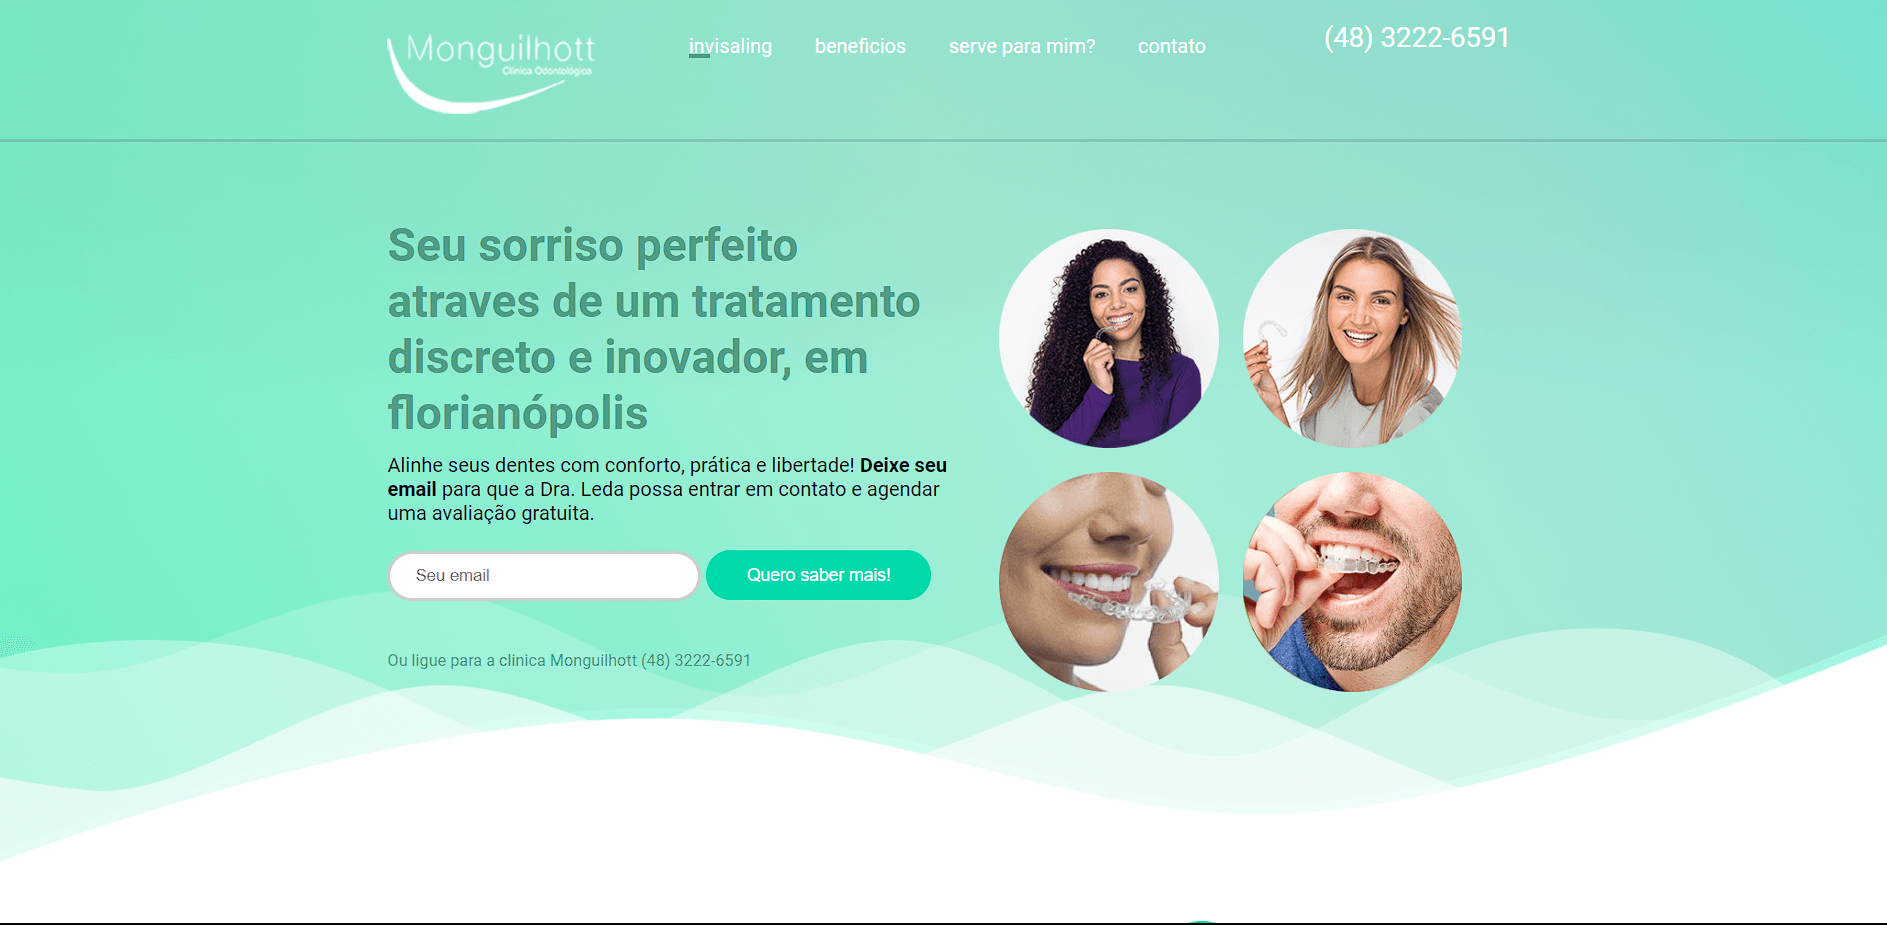 Monguilhott
Clinica Odontológica
invisaling
beneficios
serve para mim?
contato
(48) 3222-6591
Seu sorriso perfeito
atraves de um tratamento
discreto e inovador, em
florianópolis
Alinhe seus dentes com conforto, prática e libertade! Deixe seu
email para que a Dra. Leda possa entrar em contato e agendar
uma avaliação gratuita.
Seu email
Quero saber mais!
Ou ligue para a clinica Monguilhott (48) 3222-6591